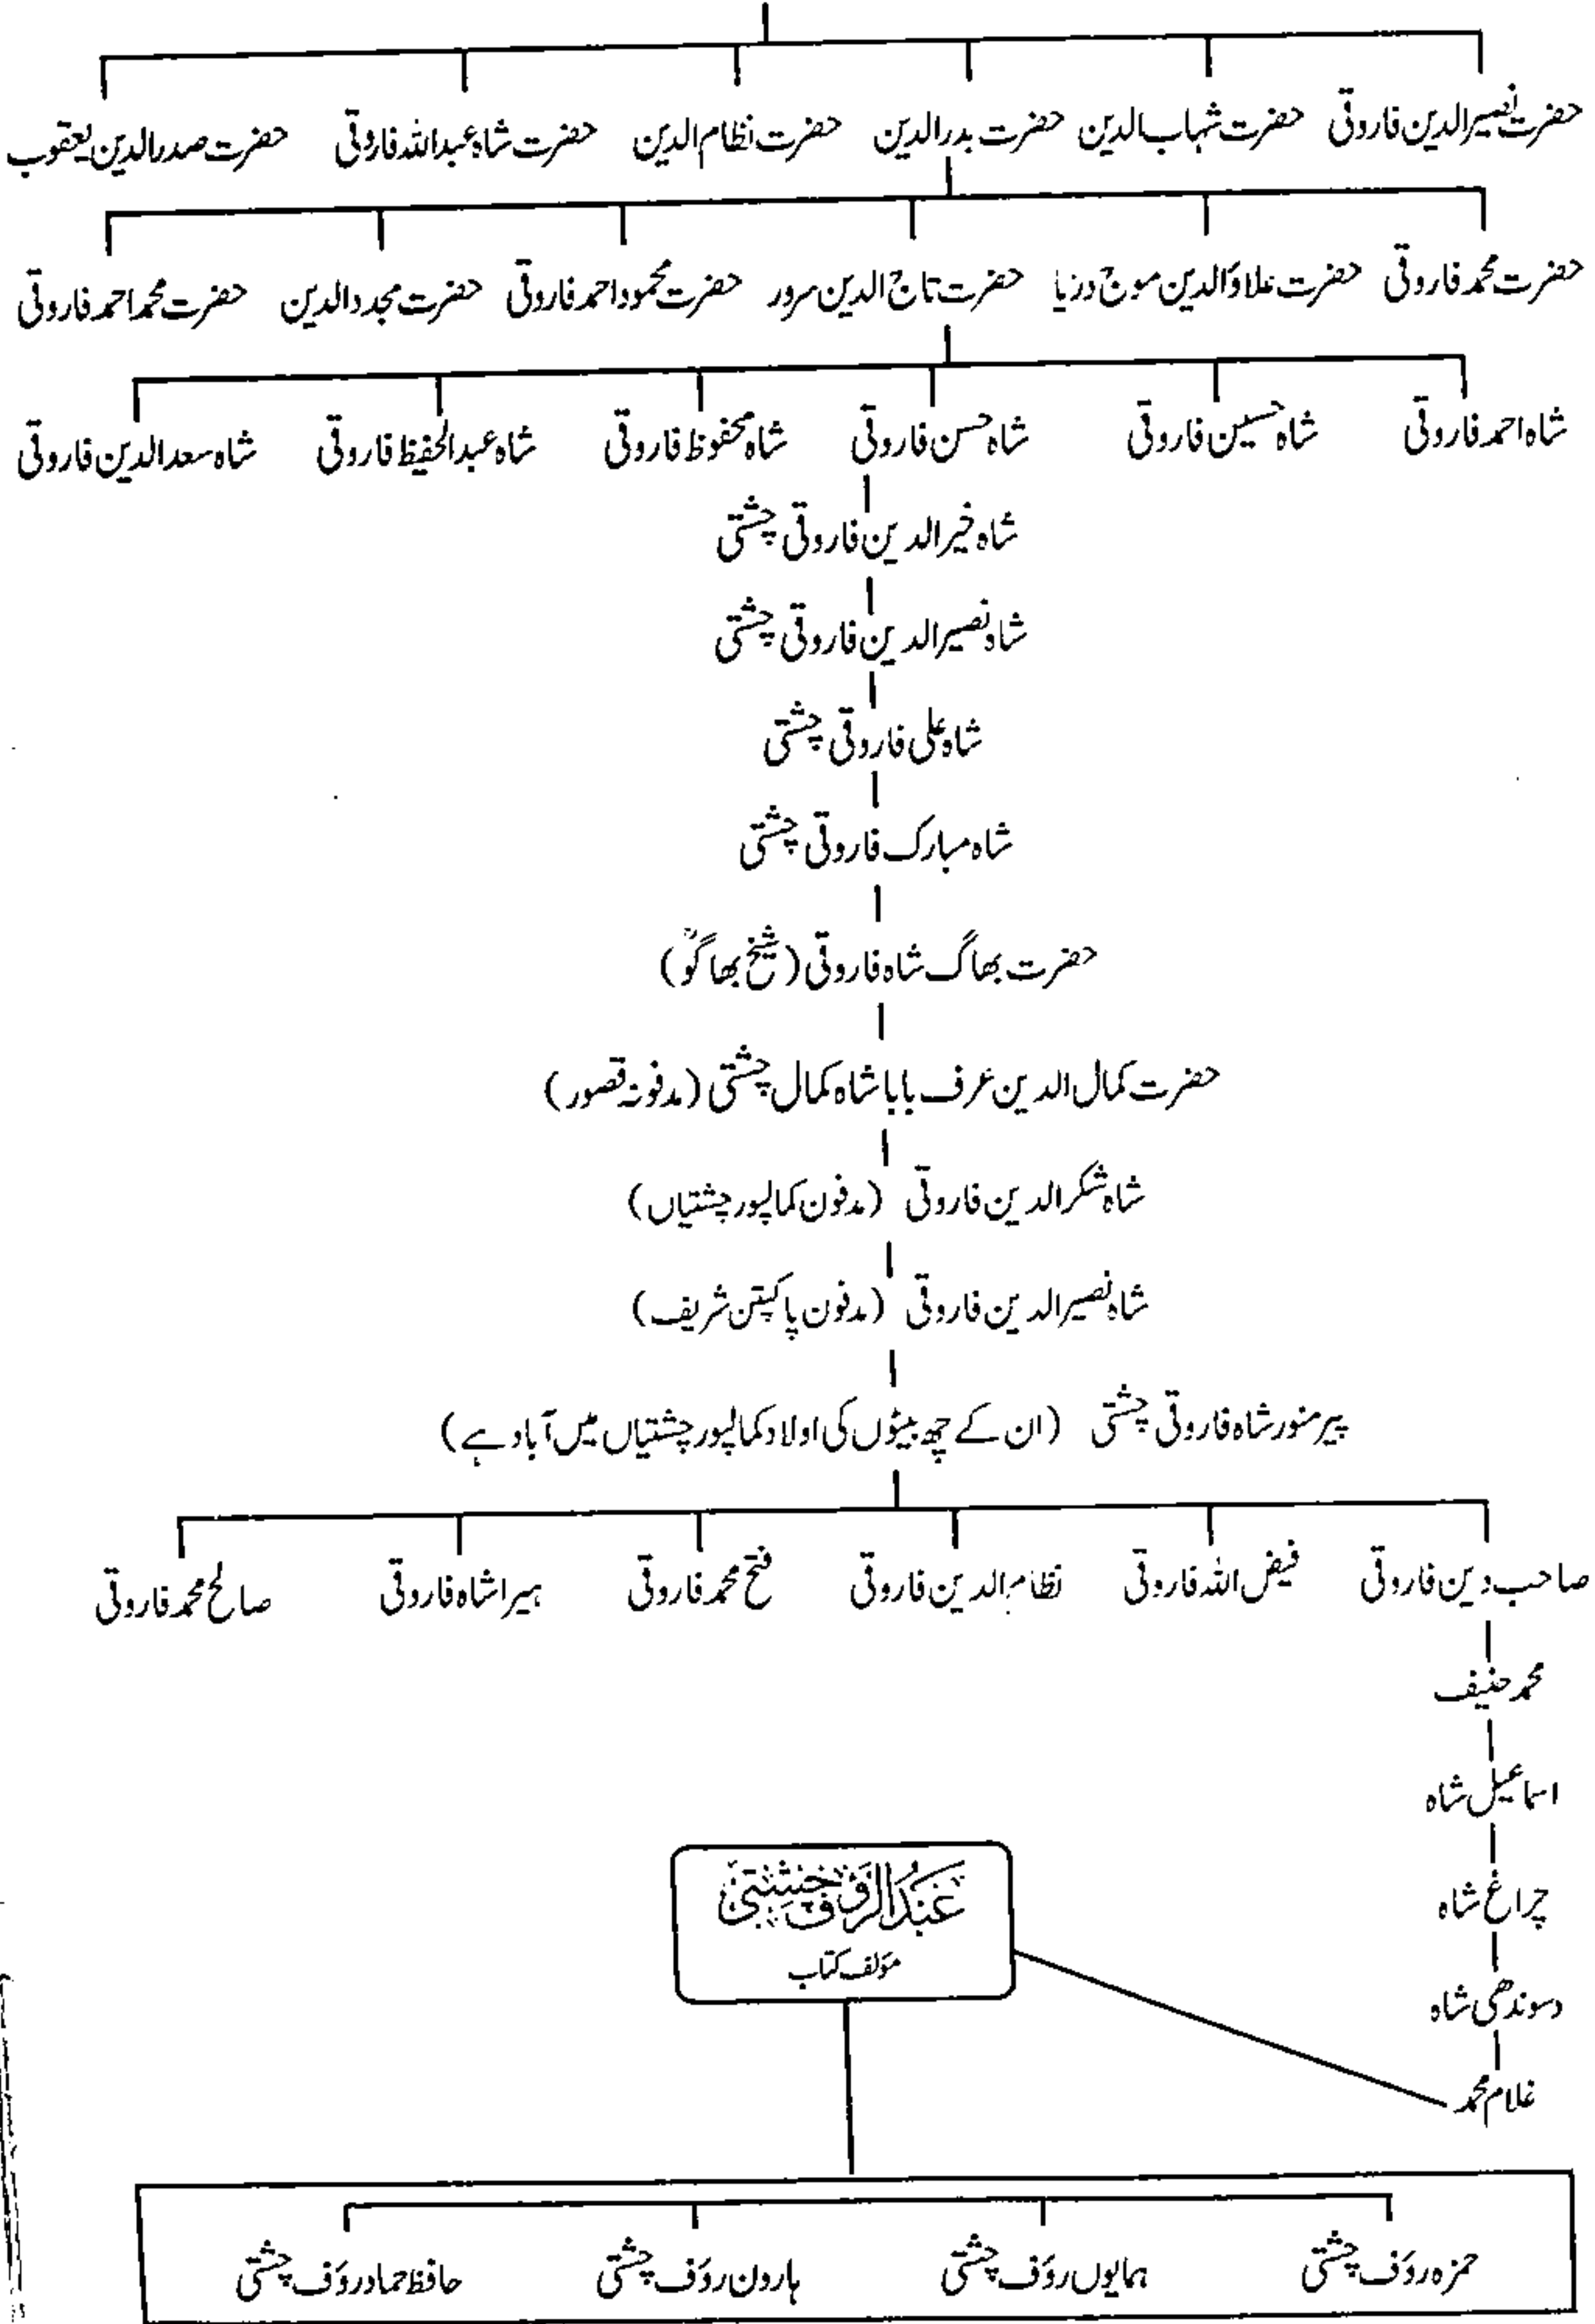 حضرت نصیرالدین فاروقی حضرت شہاب الدین حضرت بدرالدین حضرت نظام الدین حضرت شاہ عبداللہ فاروقی حضرت صدرالدین یعقوب
حضرت محمد فاروقی حضرت علاؤالدین موج دریا حضرت تاج الدین سرور حضرت محمود احمد فاروقی حضرت مجدد الدین حضرت محمد احمد فاروقی
شاہ احمد فاروقی شاہ حسین فاروقی شاہ حسن فاروقی شاہ محفوظ فاروقی شاہ عبدالحفیظ فاروقی شاہ سعد الدین فاروقی
شاہ خیرالدین فاروقی چشتی
شاہ نصیرالدین فاروقی چشتی
شاہ علی فاروقی چشتی
شاہ مبارک فاروقی چشتی
حضرت بھاگ شاہ فاروقی (شیخ بھاگوؒ)
حضرت کمال الدین عرف بابا شاہ کمال چشتی (مدفونہ قصور)
شاہ شکرالدین فاروقی (مدفون کمالپور چشتیاں)
شاہ نصیرالدین فاروقی (مدفون پاکپتن شریف)
پیر منور شاہ فاروقی چشتی (ان کے چھ بیٹوں کی اولاد کمالپور چشتیاں میں آباد ہے)
صاحب دین فاروقی فیض اللہ فاروقی نظام الدین فاروقی فتح محمد فاروقی ہیرا شاہ فاروقی صالح محمد فاروقی
محمد حنیف
اسماعیل شاہ
چراغ شاہ
دسوندھی شاہ
غلام محمد
عبدالرؤف چشتی
مؤلف کتاب
حمزہ رؤف چشتی ہمایوں رؤف چشتی ہارون رؤف چشتی حافظ حماد رؤف چشتی